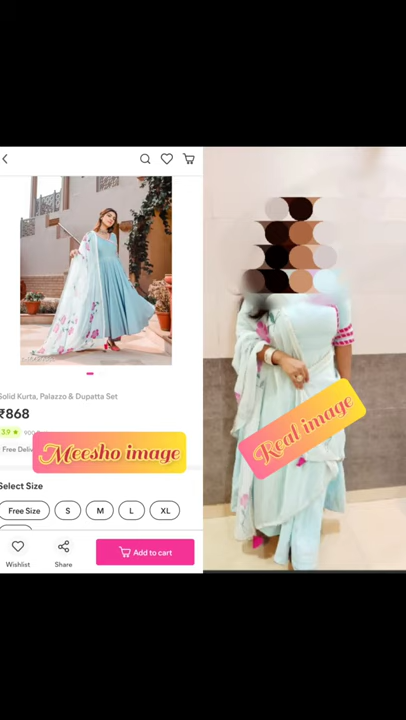 Solid Kurta, Palazzo & Dupatta Set
₹868
3.9 ★
Free Deliv
Meesho image
Real image
Select Size
Free Size
S
M
L
XL
Wishlist
Share
Add to cart